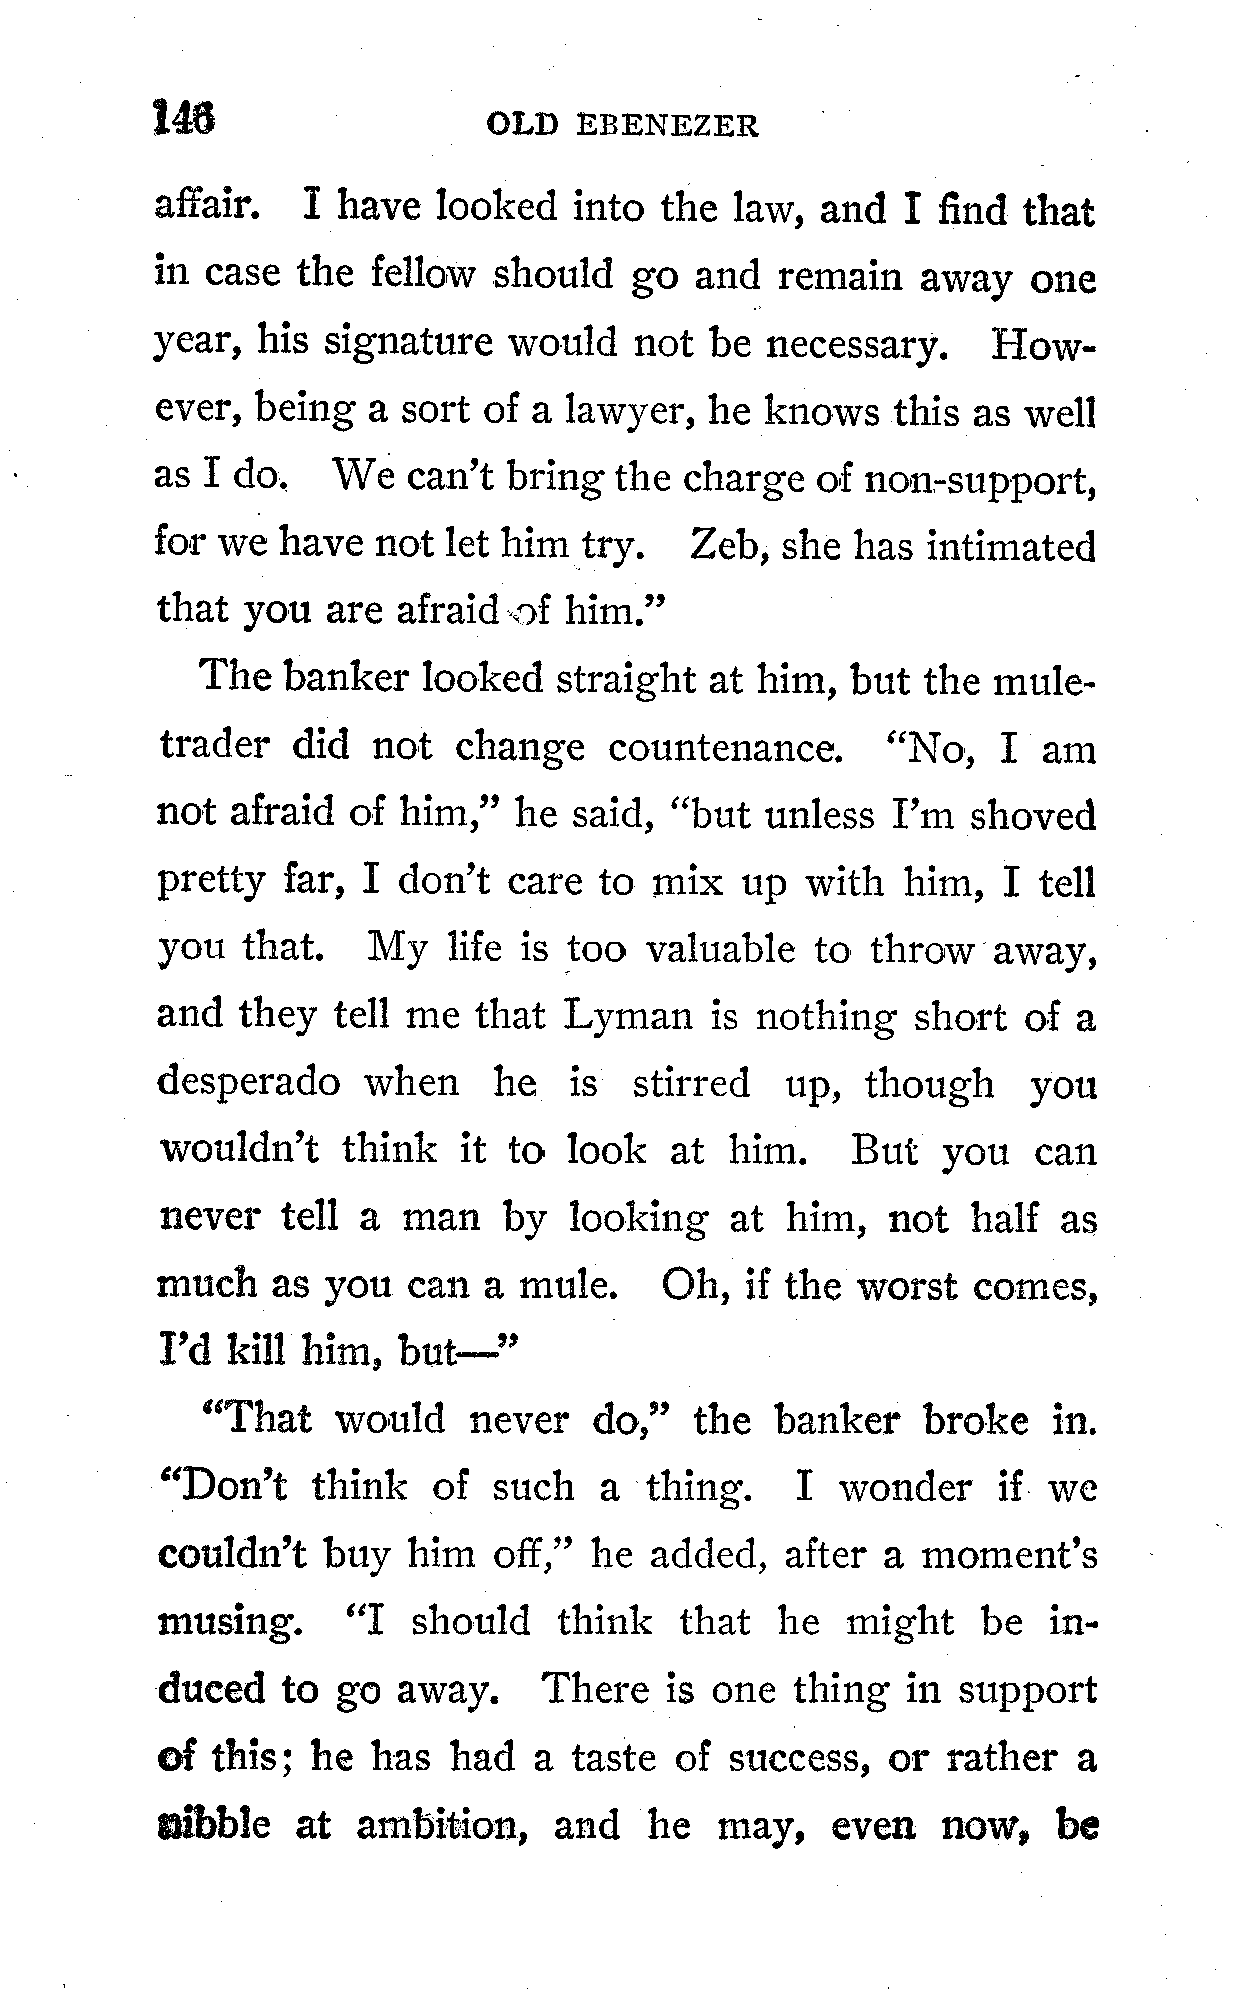 146 OLD EBENEZER
affair. I have looked into the law, and I find that
in case the fellow should go and remain away one
year, his signature would not be necessary. How-
ever, being a sort of a lawyer, he knows this as well
as I do. We can't bring the charge of non-support,
for we have not let him try. Zeb, she has intimated
that you are afraid of him."
The banker looked straight at him, but the mule-
trader did not change countenance. "No, I am
not afraid of him," he said, "but unless I'm shoved
pretty far, I don't care to mix up with him, I tell
you that. My life is too valuable to throw away,
and they tell me that Lyman is nothing short of a
desperado when he is stirred up, though you
wouldn't think it to look at him. But you can
never tell a man by looking at him, not half as
much as you can a mule. Oh, if the worst comes,
I'd kill him, but—"
"That would never do," the banker broke in.
"Don't think of such a thing. I wonder if we
couldn't buy him off," he added, after a moment's
musing. "I should think that he might be in-
duced to go away. There is one thing in support
of this; he has had a taste of success, or rather a
nibble at ambition, and he may, even now, be